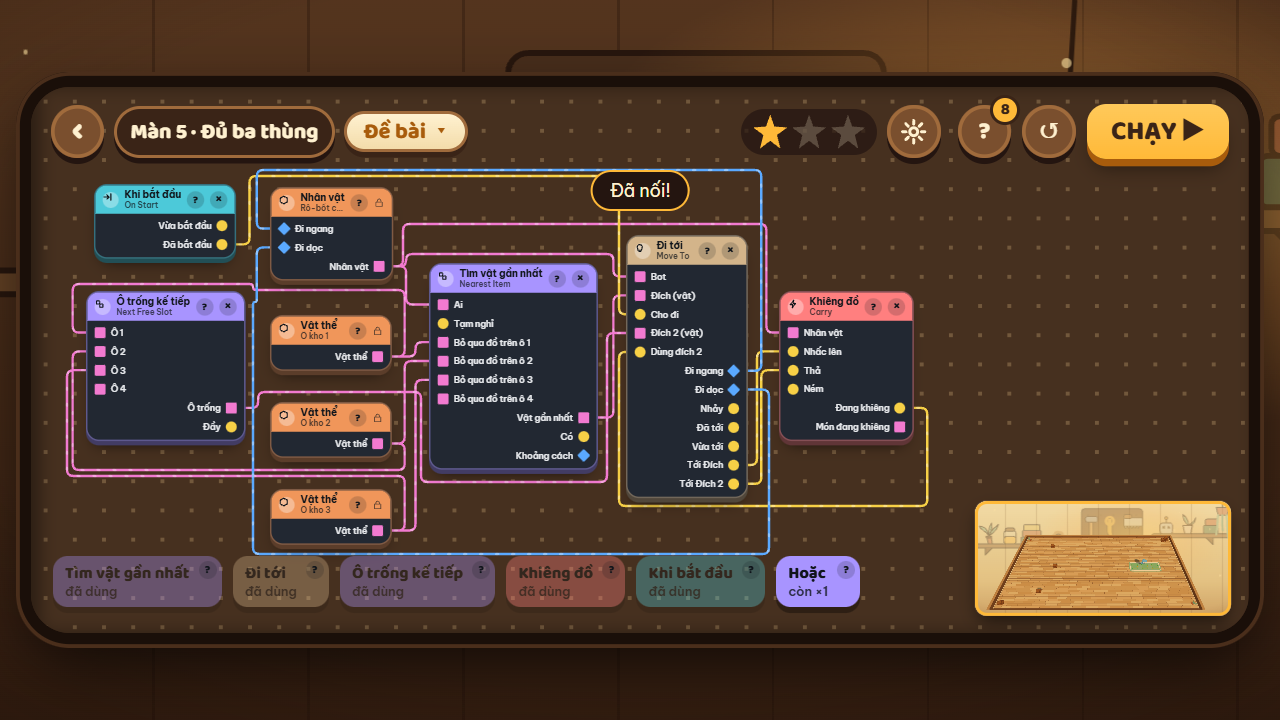 Màn 5 · Đủ ba thùng
Đề bài
?
8
CHẠY
Đã nối!
Khi bắt đầu
On Start
?
×
Vừa bắt đầu
Đã bắt đầu
Nhân vật
Rô-bốt c...
?
Đi ngang
Đi dọc
Nhân vật
Ô trống kế tiếp
Next Free Slot
?
×
Ô 1
Ô 2
Ô 3
Ô 4
Ô trống
Đầy
Vật thể
Ô kho 1
?
Vật thể
Vật thể
Ô kho 2
?
Vật thể
Vật thể
Ô kho 3
?
Vật thể
Tìm vật gần nhất
Nearest Item
?
×
Ai
Tạm nghỉ
Bỏ qua đồ trên ô 1
Bỏ qua đồ trên ô 2
Bỏ qua đồ trên ô 3
Bỏ qua đồ trên ô 4
Vật gần nhất
Có
Khoảng cách
Đi tới
Move To
?
×
Bot
Đích (vật)
Cho đi
Đích 2 (vật)
Dùng đích 2
Đi ngang
Đi dọc
Nhảy
Đã tới
Vừa tới
Tới Đích
Tới Đích 2
Khiêng đồ
Carry
?
×
Nhân vật
Nhấc lên
Thả
Ném
Đang khiêng
Món đang khiêng
Tìm vật gần nhất
?
đã dùng
Đi tới
?
đã dùng
Ô trống kế tiếp
?
đã dùng
Khiêng đồ
?
đã dùng
Khi bắt đầu
?
đã dùng
Hoặc
?
còn ×1